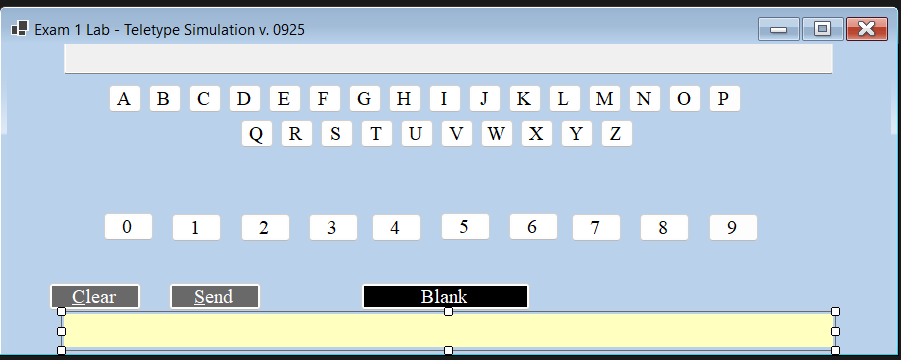 Exam 1 Lab - Teletype Simulation v. 0925
A B C D E F G H I J K L M N O P
Q R S T U V W X Y Z
0 1 2 3 4 5 6 7 8 9
Clear Send Blank